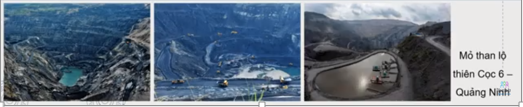 Mỏ than lộ
thiên Cọc 6 –
Quảng Ninh